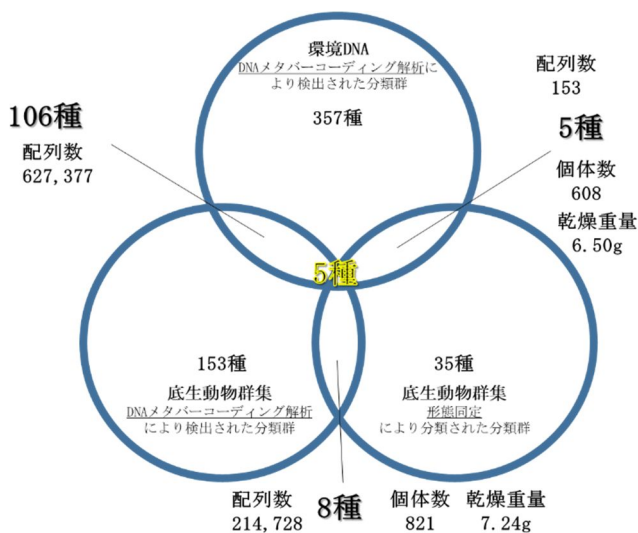 環境DNA
DNAメタバーコーディング解析に
より検出された分類群
357種
配列数
153
5種
個体数
608
乾燥重量
6.50g
106種
配列数
627,377
5種
153種
底生動物群集
DNAメタバーコーディング解析
により検出された分類群
35種
底生動物群集
形態同定
により分類された分類群
配列数
214,728
8種
個体数
821
乾燥重量
7.24g